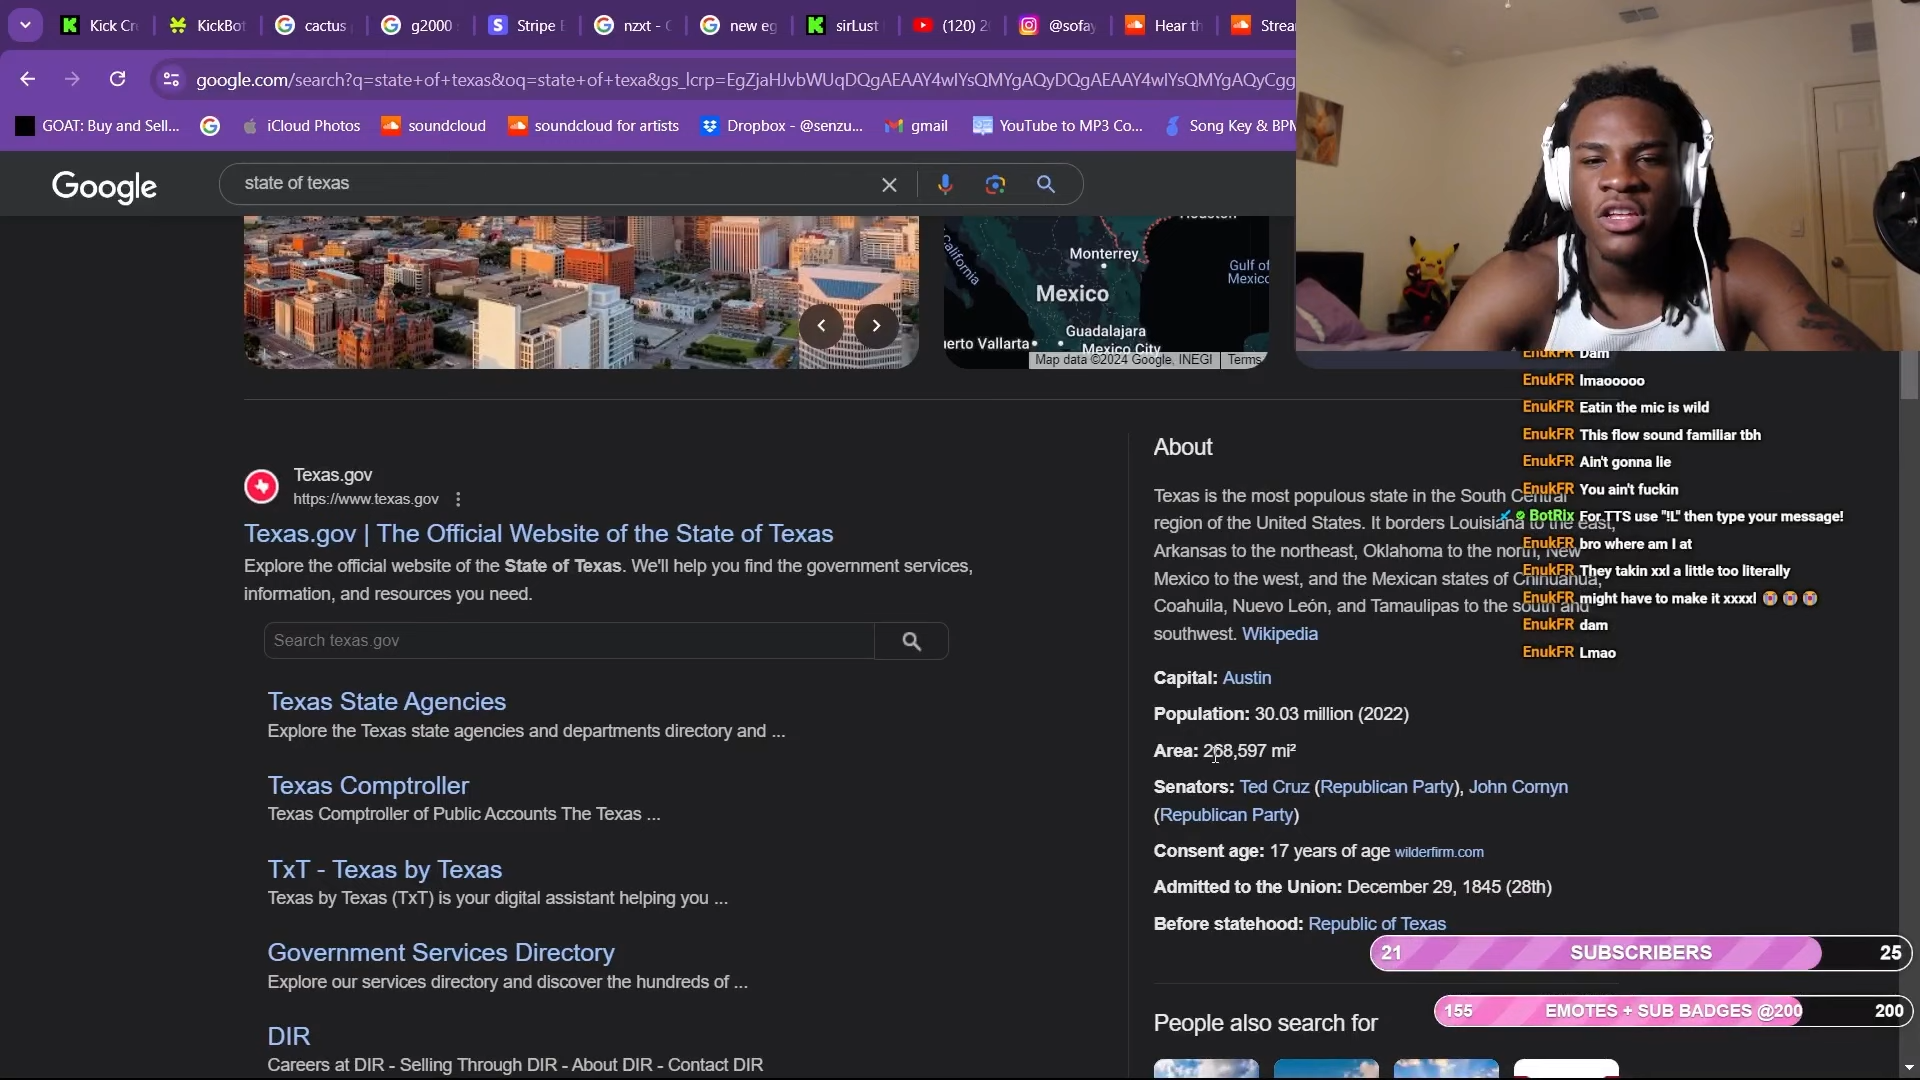 Kick Cr
KickBot
cactus
g2000
Stripe
nzxt -
new eg
sirLust
(120)
@sofay
Hear th
Strea
google.com/search?q=state+of+texas&oq=state+of+texa&gs_lcrp=EgZjaHJvbWUqDQgAEAAY4wIYsQMYgAQyDQgAEAAY4wIYsQMYgAQyCgg
GOAT: Buy and Sell...
iCloud Photos
soundcloud
soundcloud for artists
Dropbox - @senzu...
gmail
YouTube to MP3 Co...
Song Key & BPM
Google
state of texas
Monterrey
Gulf of
Mexico
Mexico
California
Guadalajara
uerto Vallarta
Mexico City
Map data ©2024 Google, INEGI
Terms
Texas.gov
https://www.texas.gov
Texas.gov | The Official Website of the State of Texas
Explore the official website of the State of Texas. We'll help you find the government services,
information, and resources you need.
Search texas.gov
Texas State Agencies
Explore the Texas state agencies and departments directory and ...
Texas Comptroller
Texas Comptroller of Public Accounts The Texas ...
TxT - Texas by Texas
Texas by Texas (TxT) is your digital assistant helping you ...
Government Services Directory
Explore our services directory and discover the hundreds of ...
DIR
Careers at DIR - Selling Through DIR - About DIR - Contact DIR
About
Texas is the most populous state in the South Central
region of the United States. It borders Louisiana to the east,
Arkansas to the northeast, Oklahoma to the north, New
Mexico to the west, and the Mexican states of Chihuahua,
Coahuila, Nuevo León, and Tamaulipas to the south and
southwest. Wikipedia
Capital: Austin
Population: 30.03 million (2022)
Area: 268,597 mi²
Senators: Ted Cruz (Republican Party), John Cornyn
(Republican Party)
Consent age: 17 years of age wilderfirm.com
Admitted to the Union: December 29, 1845 (28th)
Before statehood: Republic of Texas
People also search for
EnukFR Dam
EnukFR lmaooooo
EnukFR Eatin the mic is wild
EnukFR This flow sound familiar tbh
EnukFR Ain't gonna lie
EnukFR You ain't fuckin
BotRix For TTS use "!L" then type your message!
EnukFR bro where am I at
EnukFR They takin xxl a little too literally
EnukFR might have to make it xxxxl
EnukFR dam
EnukFR Lmao
21 SUBSCRIBERS 25
155 EMOTES + SUB BADGES @200 200